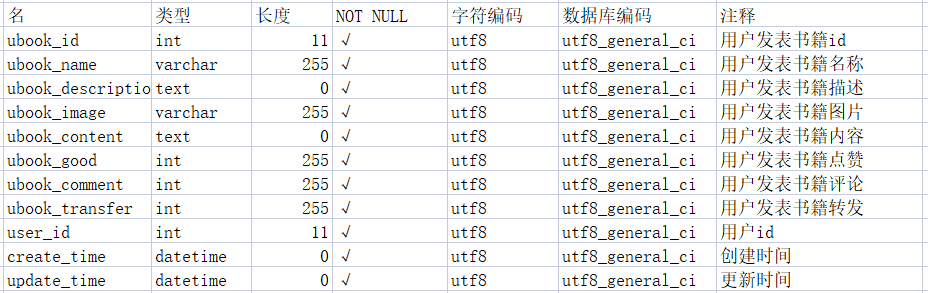 名 类型 长度 NOT NULL 字符编码 数据库编码 注释
ubook_id int 11 √ utf8 utf8_general_ci 用户发表书籍id
ubook_name varchar 255 √ utf8 utf8_general_ci 用户发表书籍名称
ubook_descriptio text 0 √ utf8 utf8_general_ci 用户发表书籍描述
ubook_image varchar 255 √ utf8 utf8_general_ci 用户发表书籍图片
ubook_content text 0 √ utf8 utf8_general_ci 用户发表书籍内容
ubook_good int 255 √ utf8 utf8_general_ci 用户发表书籍点赞
ubook_comment int 255 √ utf8 utf8_general_ci 用户发表书籍评论
ubook_transfer int 255 √ utf8 utf8_general_ci 用户发表书籍转发
user_id int 11 √ utf8 utf8_general_ci 用户id
create_time datetime 0 √ utf8 utf8_general_ci 创建时间
update_time datetime 0 √ utf8 utf8_general_ci 更新时间